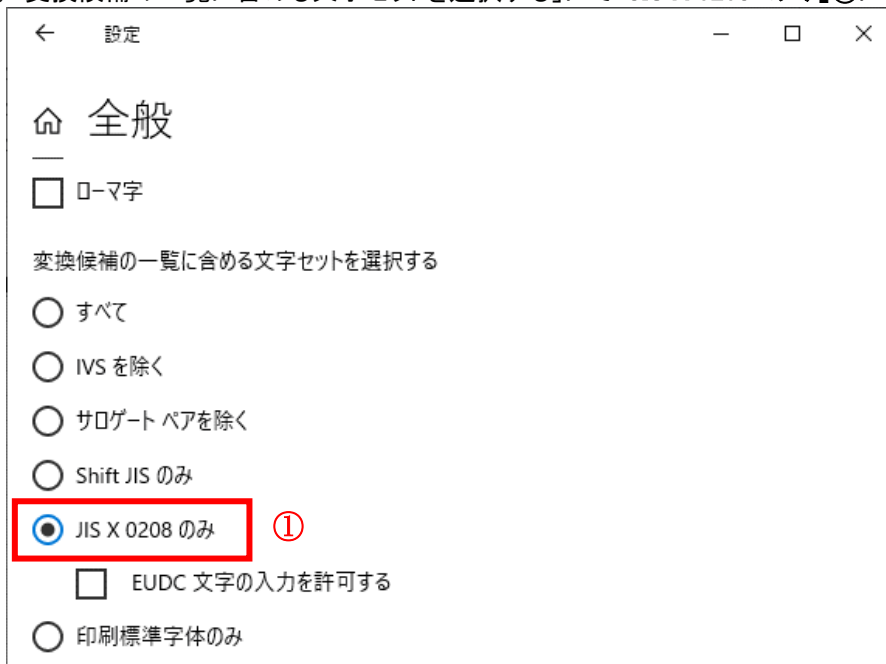 設定
全般
ローマ字
変換候補の一覧に含める文字セットを選択する
すべて
IVS を除く
サロゲート ペアを除く
Shift JIS のみ
JIS X 0208 のみ ①
EUDC 文字の入力を許可する
印刷標準字体のみ